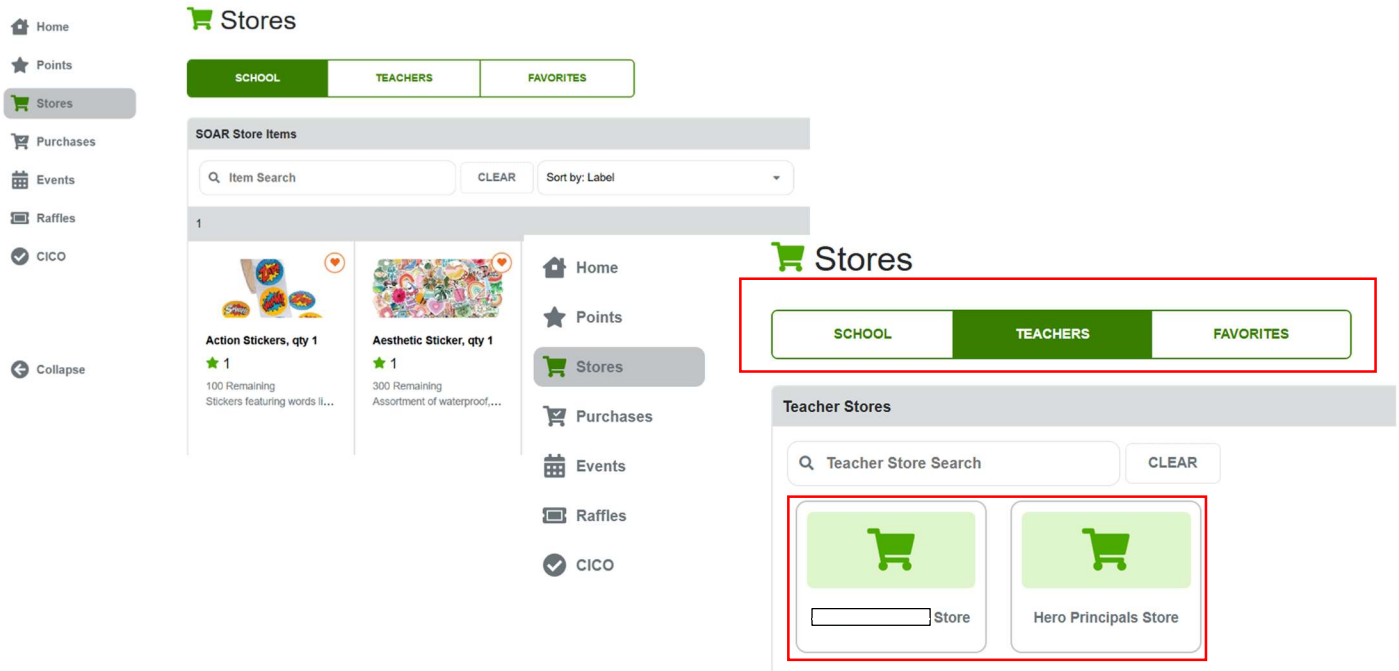 Home
Points
Stores
Purchases
Events
Raffles
CICO
Collapse
Stores
SCHOOL TEACHERS FAVORITES
SOAR Store Items
Item Search CLEAR Sort by: Label
1
Action Stickers, qty 1
1
100 Remaining
Stickers featuring words li...
Aesthetic Sticker, qty 1
1
300 Remaining
Assortment of waterproof,...
Home
Points
Stores
Purchases
Events
Raffles
CICO
Stores
SCHOOL TEACHERS FAVORITES
Teacher Stores
Teacher Store Search CLEAR
Store
Hero Principals Store